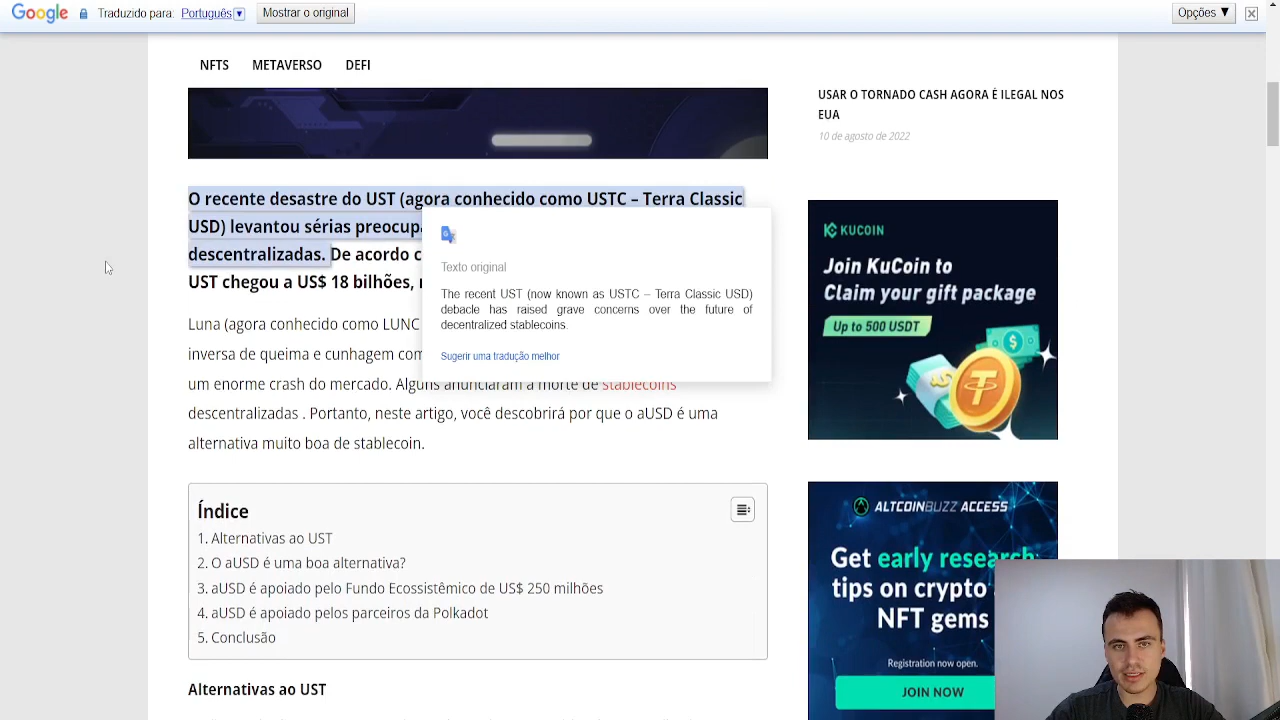 Google Traduzido para: Português Mostrar o original Opções ▼
NFTS METAVERSO DEFI
O recente desastre do UST (agora conhecido como USTC – Terra Classic
USD) levantou sérias
descentralizadas. De acordo
UST chegou a US$ 18 bilhões,
Texto original
The recent UST (now known as USTC – Terra Classic USD)
debacle has raised grave concerns over the future of
decentralized stablecoins.
Sugerir uma tradução melhor
Luna (agora conhecido como LUNC
inversa de queima e cunhagem
um enorme crash do mercado. Alguns anunciaram a morte de stablecoins
descentralizadas . Portanto, neste artigo, você descobrirá por que o aUSD é uma
alternativa muito boa de stablecoin.
Índice
1. Alternativas ao UST
2. O aUSD é uma boa alternativa?
3. aUSD é apoiado pelo Fundo Ecossistêmico de US$ 250 milhões
4. aUSD é apoiado pelos parceiros da Polkadot
5. Conclusão
Alternativas ao UST
USAR O TORNADO CASH AGORA É ILEGAL NOS
EUA
10 de agosto de 2022
KUCOIN
Join KuCoin to
Claim your gift package
Up to 500 USDT
ALTCOINBUZZ ACCESS
Get early research
tips on crypto
NFT gems
Registration now open.
JOIN NOW